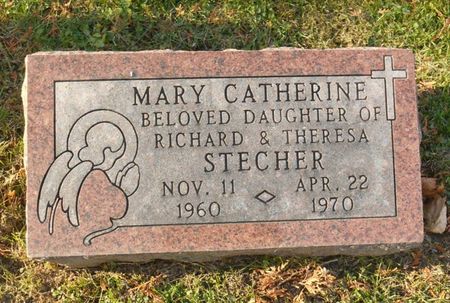 MARY CATHERINE
BELOVED DAUGHTER OF
RICHARD & THERESA
STECHER
NOV. 11 APR. 22
1960 1970